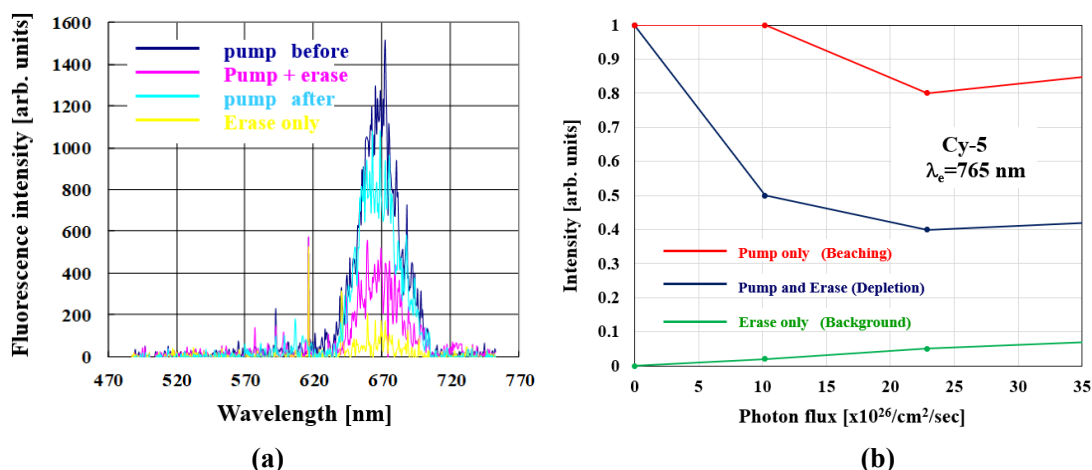 Fluorescence intensity [arb. units]
1600
1400
1200
1000
800
600
400
200
0
pump before
Pump + erase
pump after
Erase only
470 520 570 620 670 720 770
Wavelength [nm]
(a)
Intensity [arb. units]
1
0.9
0.8
0.7
0.6
0.5
0.4
0.3
0.2
0.1
0
Cy-5
λe=765 nm
Pump only (Beaching)
Pump and Erase (Depletion)
Erase only (Background)
0 5 10 15 20 25 30 35
Photon flux [x10²⁶/cm²/sec]
(b)